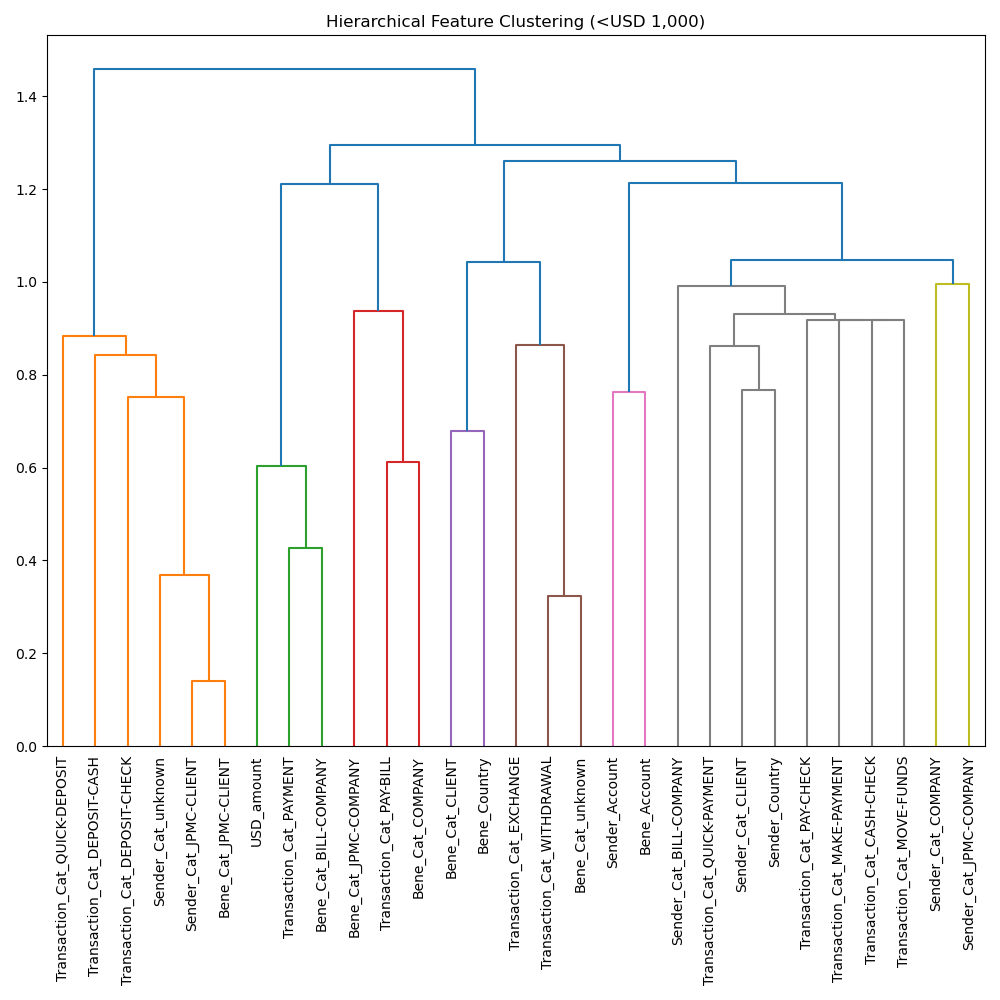 Hierarchical Feature Clustering (<USD 1,000)
1.4
1.2
1.0
0.8
0.6
0.4
0.2
0.0
Transaction_Cat_QUICK-DEPOSIT
Transaction_Cat_DEPOSIT-CASH
Transaction_Cat_DEPOSIT-CHECK
Sender_Cat_unknown
Sender_Cat_JPMC-CLIENT
Bene_Cat_JPMC-CLIENT
USD_amount
Transaction_Cat_PAYMENT
Bene_Cat_BILL-COMPANY
Bene_Cat_JPMC-COMPANY
Transaction_Cat_PAY-BILL
Bene_Cat_COMPANY
Bene_Cat_CLIENT
Bene_Country
Transaction_Cat_EXCHANGE
Transaction_Cat_WITHDRAWAL
Bene_Cat_unknown
Sender_Account
Bene_Account
Sender_Cat_BILL-COMPANY
Transaction_Cat_QUICK-PAYMENT
Sender_Cat_CLIENT
Sender_Country
Transaction_Cat_PAY-CHECK
Transaction_Cat_MAKE-PAYMENT
Transaction_Cat_CASH-CHECK
Transaction_Cat_MOVE-FUNDS
Sender_Cat_COMPANY
Sender_Cat_JPMC-COMPANY